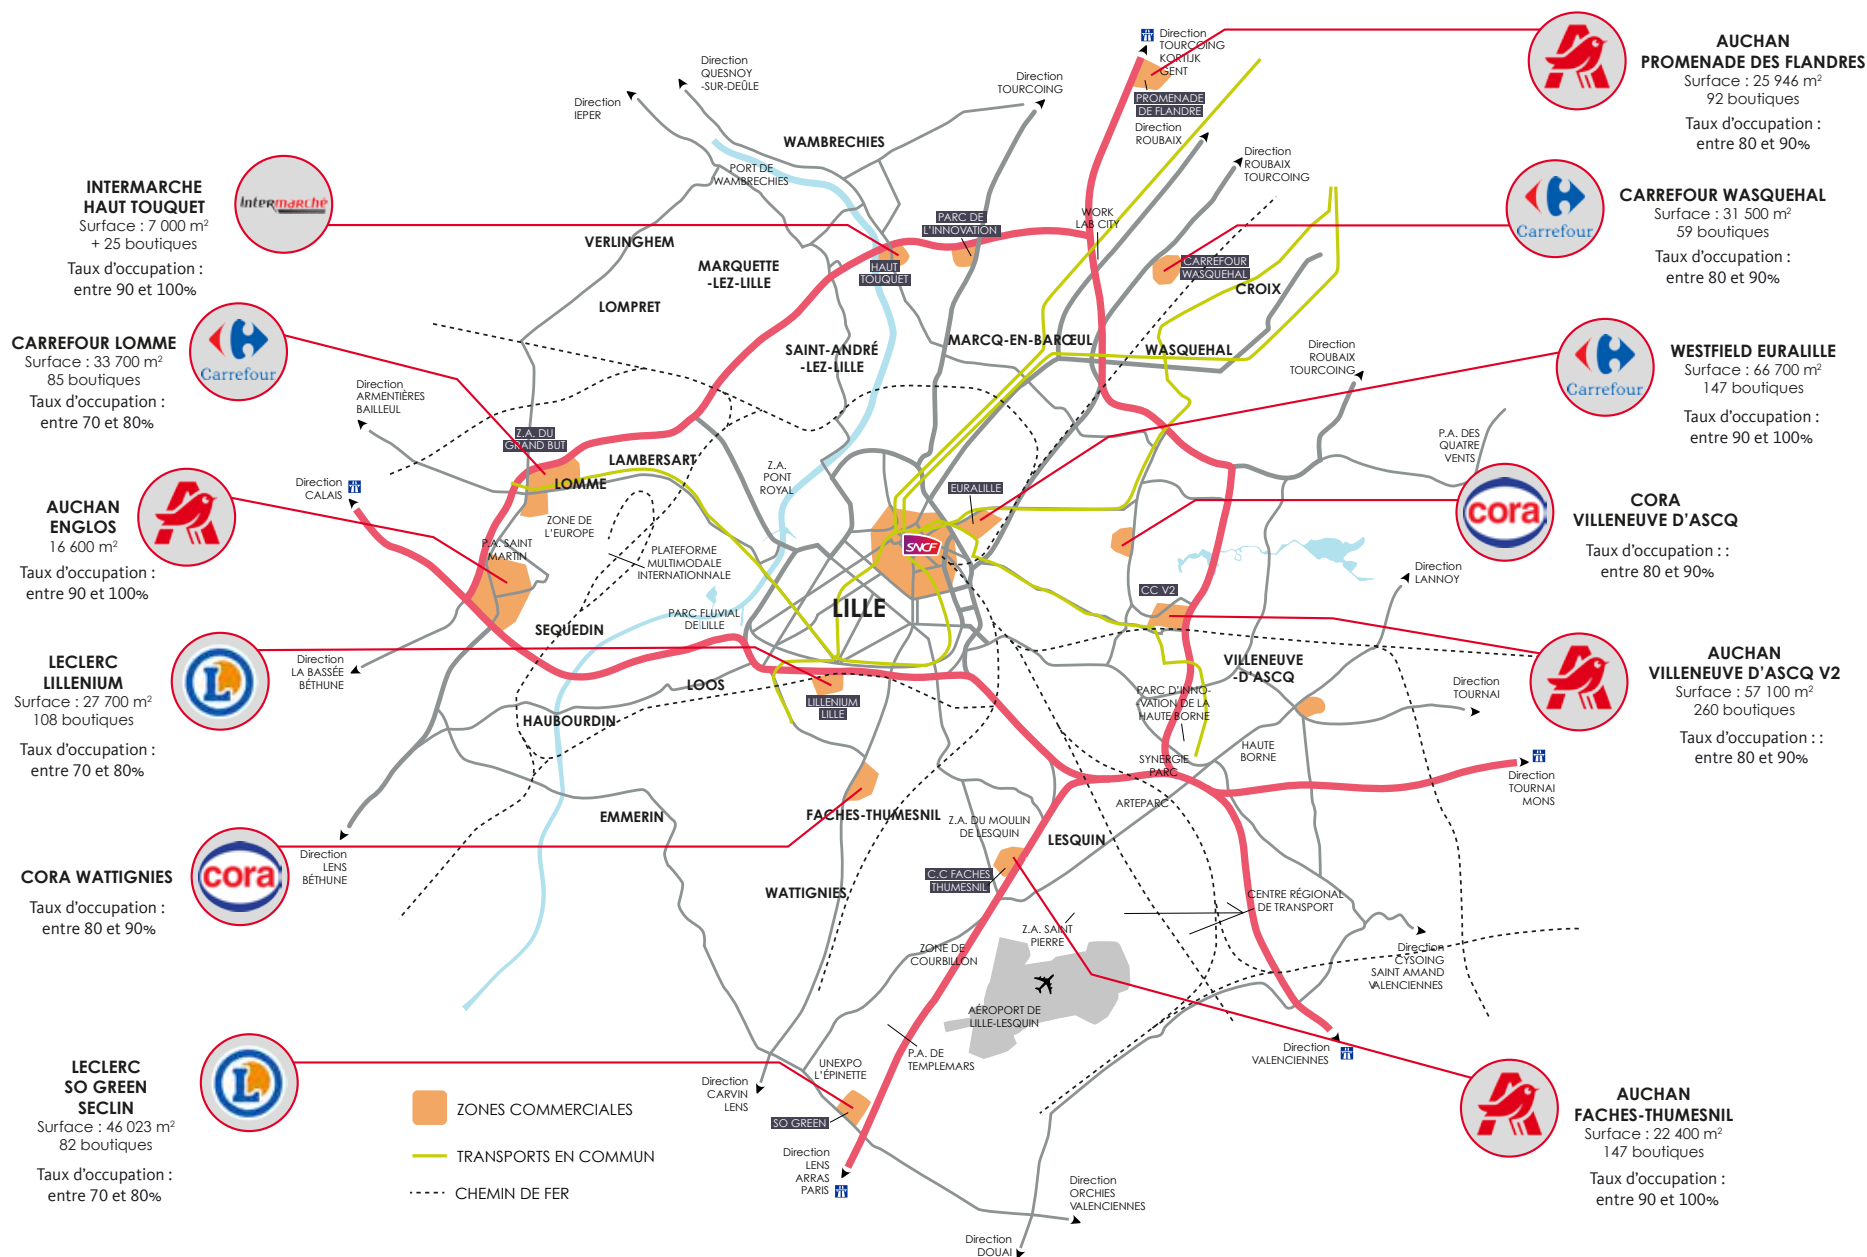 INTERMARCHE
HAUT TOUQUET
Surface : 7 000 m²
+ 25 boutiques
Taux d'occupation :
entre 90 et 100%
Intermarché
CARREFOUR LOMME
Surface : 33 700 m²
85 boutiques
Taux d'occupation :
entre 70 et 80%
Carrefour
AUCHAN
ENGLOS
16 600 m²
Taux d'occupation :
entre 90 et 100%
LECLERC
LILLENIUM
Surface : 27 700 m²
108 boutiques
Taux d'occupation :
entre 70 et 80%
L
CORA WATTIGNIES
Taux d'occupation :
entre 80 et 90%
cora
LECLERC
SO GREEN
SECLIN
Surface : 46 023 m²
82 boutiques
Taux d'occupation :
entre 70 et 80%
L
Direction
QUESNOY
-SUR-DEÛLE
Direction
IEPER
Direction
TOURCOING
Direction
TOURCOING
KORTIJK
GENT
PROMENADE
DE FLANDRE
Direction
ROUBAIX
Direction
ROUBAIX
TOURCOING
WAMBRECHIES
PORT DE
WAMBRECHIES
PARC DE
L'INNOVATION
WORK
LAB CITY
VERLINGHEM
MARQUETTE
-LEZ-LILLE
HAUT
TOUQUET
CARREFOUR
WASQUEHAL
CROIX
LOMPRET
SAINT-ANDRÉ
-LEZ-LILLE
MARCQ-EN-BARŒUL
WASQUEHAL
Direction
ROUBAIX
TOURCOING
Direction
ARMENTIÈRES
BAILLEUL
Z.A. DU
GRAND BUT
LAMBERSART
LOMME
Z.A.
PONT
ROYAL
P.A. DES
QUATRE
VENTS
Direction
CALAIS
EURALILLE
ZONE DE
L'EUROPE
P.A. SAINT
MARTIN
PLATEFORME
MULTIMODALE
INTERNATIONNALE
SNCF
Direction
LANNOY
CC V2
LILLE
PARC FLUVIAL
DE LILLE
SEQUEDIN
Direction
LA BASSÉE
BÉTHUNE
LOOS
VILLENEUVE
-D'ASCQ
PARC D'INNO-
-VATION DE LA
HAUTE BORNE
Direction
TOURNAI
LILLENIUM
LILLE
HAUBOURDIN
HAUTE
BORNE
SYNERGIE
PARC
Direction
TOURNAI
MONS
ARTEPARC
EMMERIN
FACHES-THUMESNIL
Z.A. DU MOULIN
DE LESQUIN
LESQUIN
Direction
LENS
BÉTHUNE
C.C FACHES
THUMESNIL
WATTIGNIES
CENTRE RÉGIONAL
DE TRANSPORT
Z.A. SAINT
PIERRE
ZONE DE
COURBILLON
Direction
CYSOING
SAINT AMAND
VALENCIENNES
AÉROPORT DE
LILLE-LESQUIN
Direction
VALENCIENNES
P.A. DE
TEMPLEMARS
UNEXPO
L'ÉPINETTE
Direction
CARVIN
LENS
SO GREEN
Direction
LENS
ARRAS
PARIS
Direction
ORCHIES
VALENCIENNES
Direction
DOUAI
ZONES COMMERCIALES
TRANSPORTS EN COMMUN
CHEMIN DE FER
AUCHAN
PROMENADE DES FLANDRES
Surface : 25 946 m²
92 boutiques
Taux d'occupation :
entre 80 et 90%
Carrefour
CARREFOUR WASQUEHAL
Surface : 31 500 m²
59 boutiques
Taux d'occupation :
entre 80 et 90%
Carrefour
WESTFIELD EURALILLE
Surface : 66 700 m²
147 boutiques
Taux d'occupation :
entre 90 et 100%
cora
CORA
VILLENEUVE D'ASCQ
Taux d'occupation : :
entre 80 et 90%
AUCHAN
VILLENEUVE D'ASCQ V2
Surface : 57 100 m²
260 boutiques
Taux d'occupation : :
entre 80 et 90%
AUCHAN
FACHES-THUMESNIL
Surface : 22 400 m²
147 boutiques
Taux d'occupation :
entre 90 et 100%